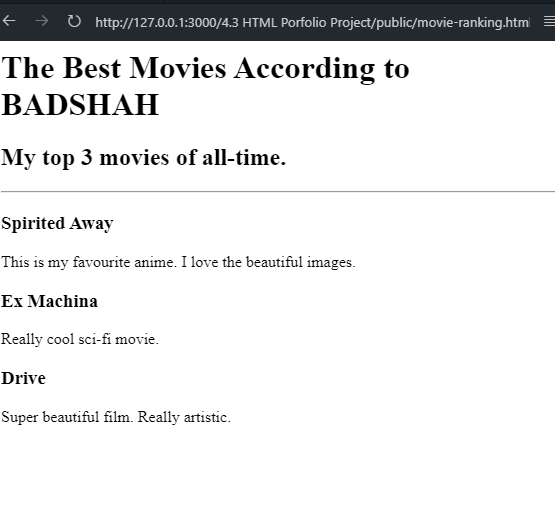 http://127.0.0.1:3000/4.3 HTML Porfolio Project/public/movie-ranking.html
The Best Movies According to
BADSHAH
My top 3 movies of all-time.
Spirited Away
This is my favourite anime. I love the beautiful images.
Ex Machina
Really cool sci-fi movie.
Drive
Super beautiful film. Really artistic.